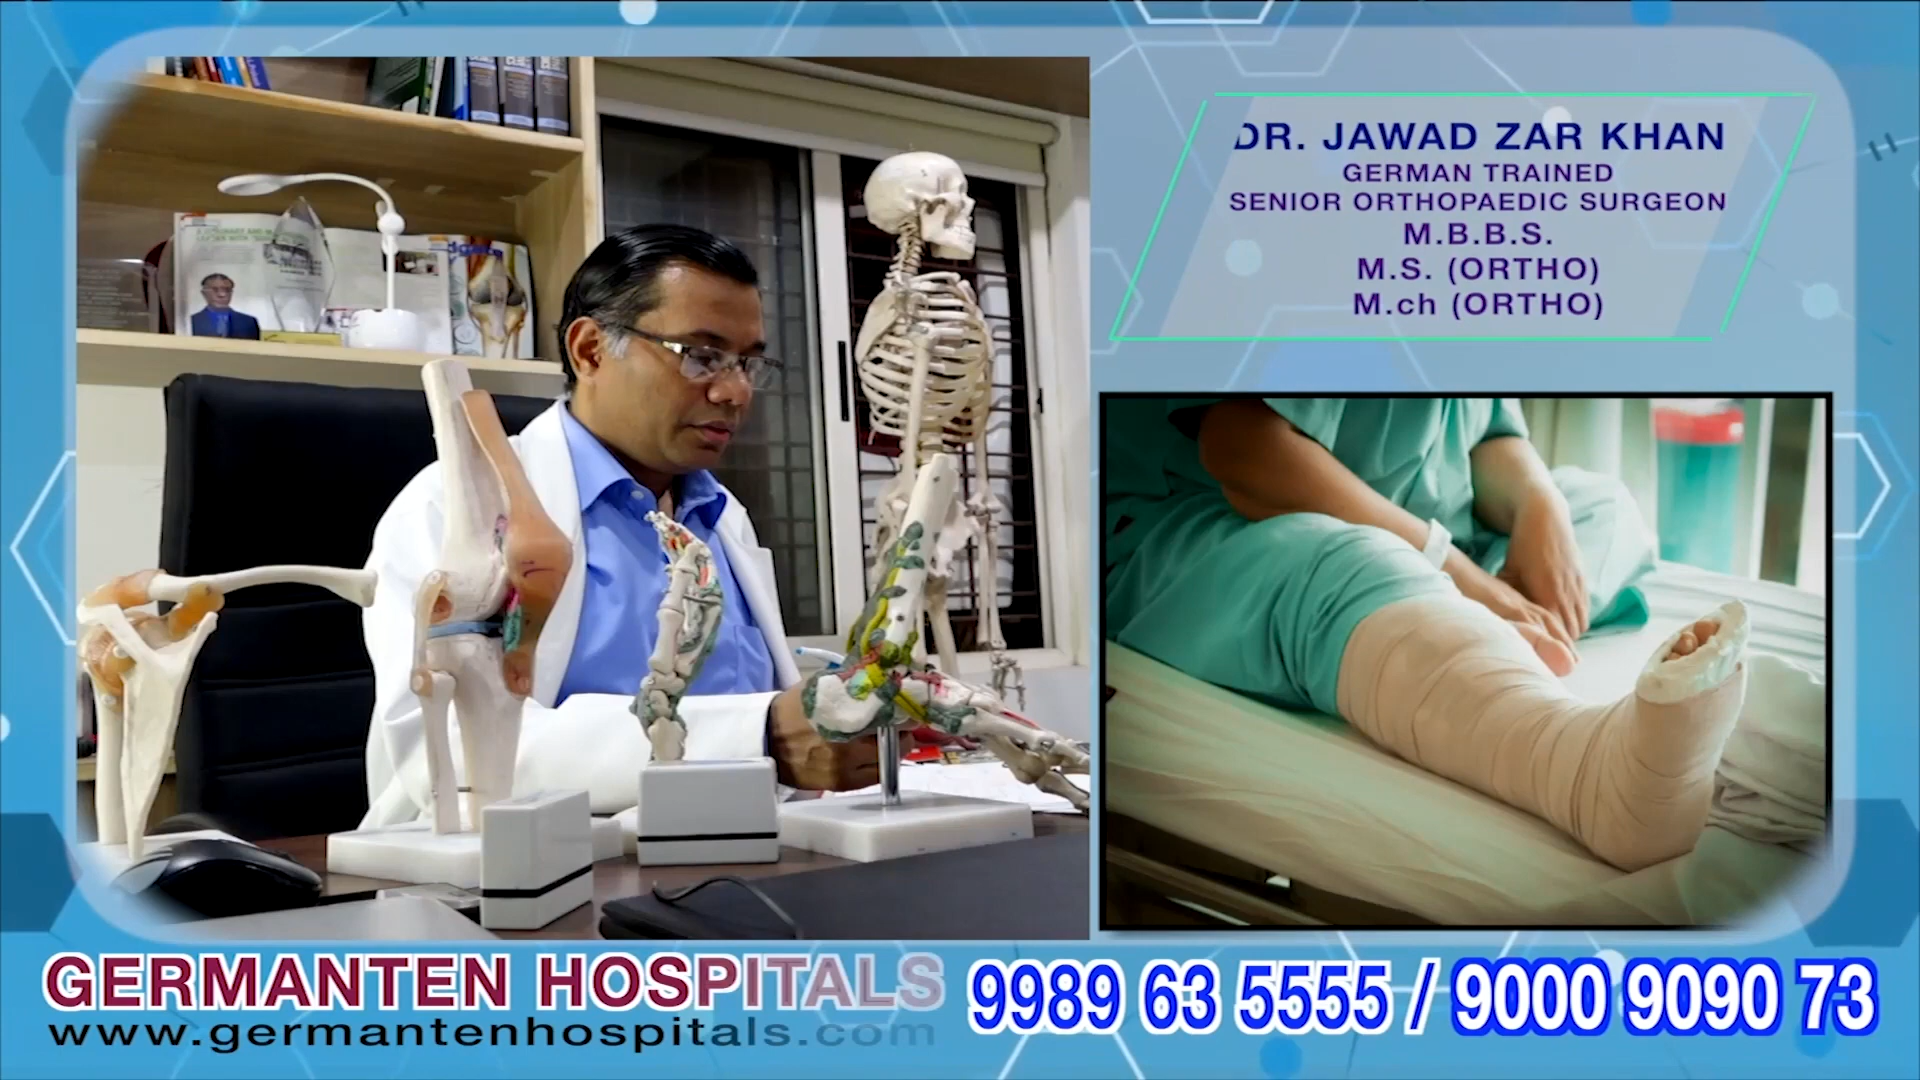 DR. JAWAD ZAR KHAN
GERMAN TRAINED
SENIOR ORTHOPAEDIC SURGEON
M.B.B.S.
M.S. (ORTHO)
M.ch (ORTHO)
GERMANTEN HOSPITALS
www.germantenhospitals.com
9989 63 5555 / 9000 9090 73